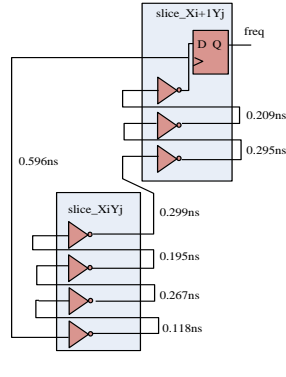 slice_Xi+1Yj
freq
D Q
0.209ns
0.295ns
0.596ns
slice_XiYj
0.299ns
0.195ns
0.267ns
0.118ns